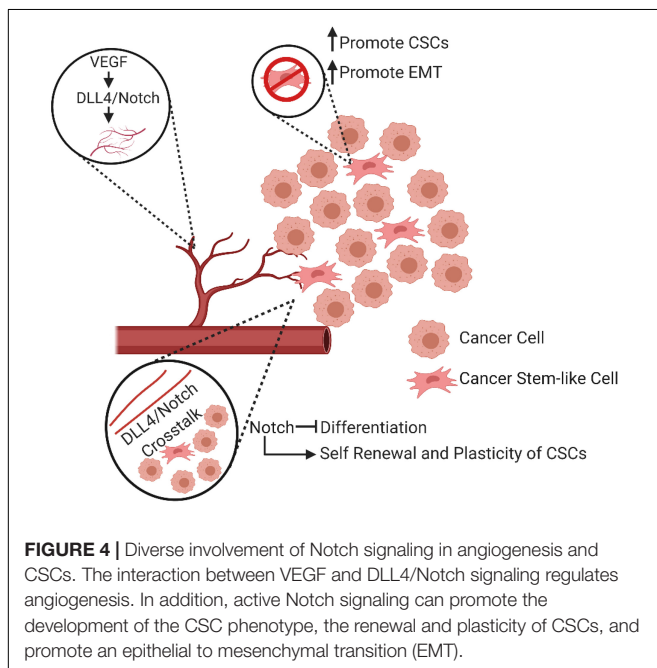 VEGF
DLL4/Notch
Promote CSCs
Promote EMT
Cancer Cell
Cancer Stem-like Cell
DLL4/Notch
Crosstalk
Notch Differentiation
Self Renewal and Plasticity of CSCs
FIGURE 4 | Diverse involvement of Notch signaling in angiogenesis and
CSCs. The interaction between VEGF and DLL4/Notch signaling regulates
angiogenesis. In addition, active Notch signaling can promote the
development of the CSC phenotype, the renewal and plasticity of CSCs, and
promote an epithelial to mesenchymal transition (EMT).